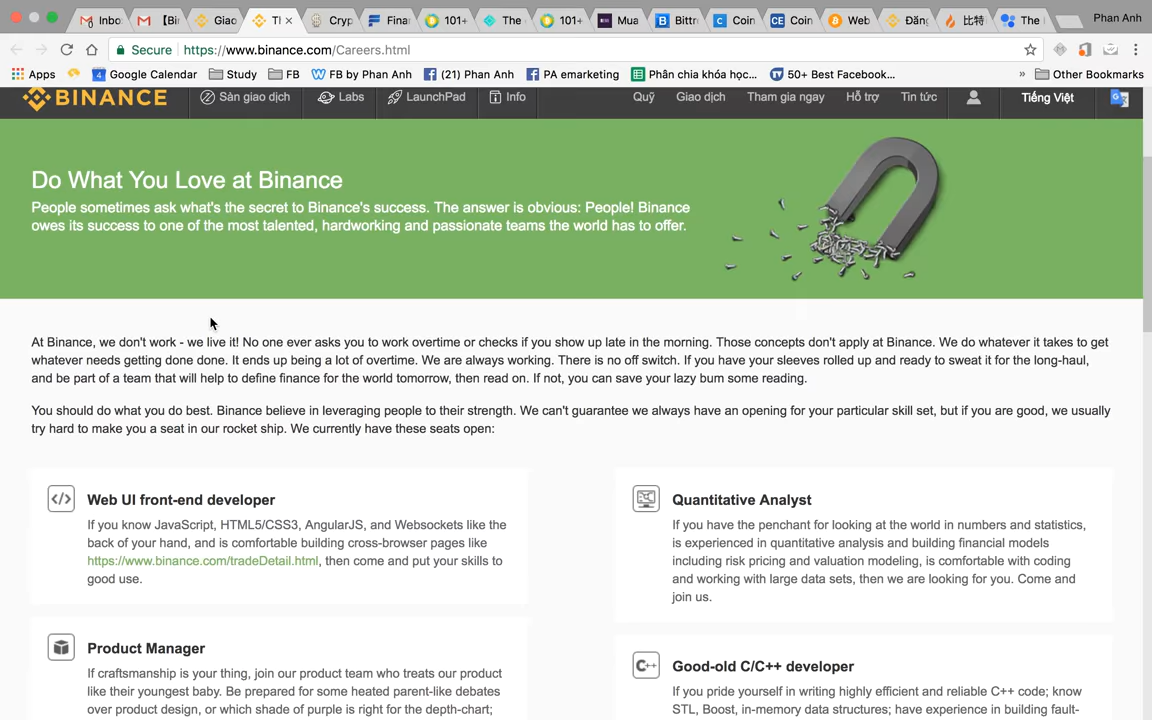 Inbo
[Bi
Giao
T
Cryp
Fina
101+
The
101+
Mua
Bittr
Coin
Coin
Web
Đăng
比特
The
Phan Anh
Secure
https://www.binance.com/Careers.html
Apps
Google Calendar
Study
FB
FB by Phan Anh
(21) Phan Anh
PA emarketing
Phân chia khóa học...
50+ Best Facebook...
»
Other Bookmarks
BINANCE
Sàn giao dịch
Labs
LaunchPad
Info
Quỹ
Giao dịch
Tham gia ngay
Hỗ trợ
Tin tức
Tiếng Việt
Do What You Love at Binance
People sometimes ask what's the secret to Binance's success. The answer is obvious: People! Binance
owes its success to one of the most talented, hardworking and passionate teams the world has to offer.
At Binance, we don't work - we live it! No one ever asks you to work overtime or checks if you show up late in the morning. Those concepts don't apply at Binance. We do whatever it takes to get
whatever needs getting done done. It ends up being a lot of overtime. We are always working. There is no off switch. If you have your sleeves rolled up and ready to sweat it for the long-haul,
and be part of a team that will help to define finance for the world tomorrow, then read on. If not, you can save your lazy bum some reading.
You should do what you do best. Binance believe in leveraging people to their strength. We can't guarantee we always have an opening for your particular skill set, but if you are good, we usually
try hard to make you a seat in our rocket ship. We currently have these seats open:
Web UI front-end developer
If you know JavaScript, HTML5/CSS3, AngularJS, and Websockets like the
back of your hand, and is comfortable building cross-browser pages like
https://www.binance.com/tradeDetail.html, then come and put your skills to
good use.
Quantitative Analyst
If you have the penchant for looking at the world in numbers and statistics,
is experienced in quantitative analysis and building financial models
including risk pricing and valuation modeling, is comfortable with coding
and working with large data sets, then we are looking for you. Come and
join us.
Product Manager
If craftsmanship is your thing, join our product team who treats our product
like their youngest baby. Be prepared for some heated parent-like debates
over product design, or which shade of purple is right for the depth-chart;
C++
Good-old C/C++ developer
If you pride yourself in writing highly efficient and reliable C++ code; know
STL, Boost, in-memory data structures; have experience in building fault-